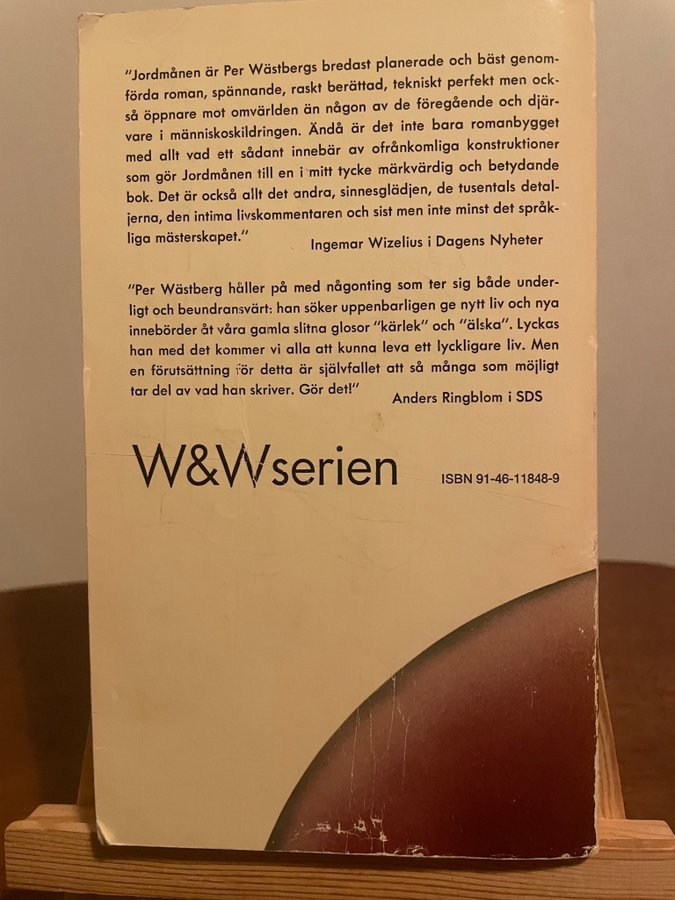 "Jordmånen är Per Wästbergs bredast planerade och bäst genom-
förda roman, spännande, raskt berättad, tekniskt perfekt men ock-
så öppnare mot omvärlden än någon av de föregående och djär-
vare i människoskildringen. Ändå är det inte bara romanbygget
med allt vad ett sådant innebär av ofrånkomliga konstruktioner
som gör Jordmånen till en i mitt tycke märkvärdig och betydande
bok. Det är också allt det andra, sinnesglädjen, de tusentals detal-
jerna, den intima livskommentaren och sist men inte minst det språk-
liga mästerskapet."
Ingemar Wizelius i Dagens Nyheter
"Per Wästberg håller på med någonting som ter sig både under-
ligt och beundransvärt: han söker uppenbarligen ge nytt liv och nya
innebörder åt våra gamla slitna glosor "kärlek" och "älska". Lyckas
han med det kommer vi alla att kunna leva ett lyckligare liv. Men
en förutsättning för detta är självfallet att så många som möjligt
tar del av vad han skriver. Gör det!"
Anders Ringblom i SDS
W&Wserien
ISBN 91-46-11848-9